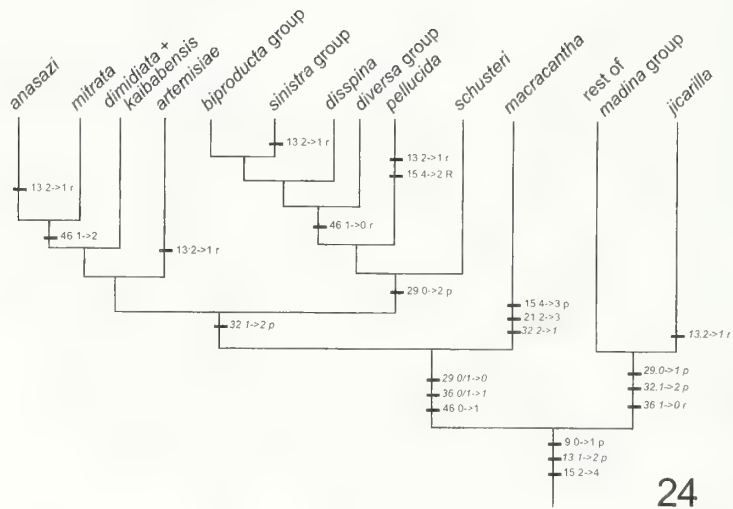 anasazi
mitrata
dimidiata +
kaibabensis
artemisiae
biproducta group
sinistra group
disspina
diversa group
pellucida
schusteri
macracantha
rest of
madina group
jicarilla
13 2->1 r
13 2->1 r
15 4->2 R
13 2->1 r
46 1->0 r
46 1->2
13:2->1 r
29 0->2 p
15 4->3 p
21 2->3
32 2->1
32 1->2 p
13.2->1 r
29 0/1->0
36 0/1->1
46 0->1
29.0->1 p
32.1->2 p
36 1->0 r
9 0->1 p
13 1->2 p
15 2->4
24